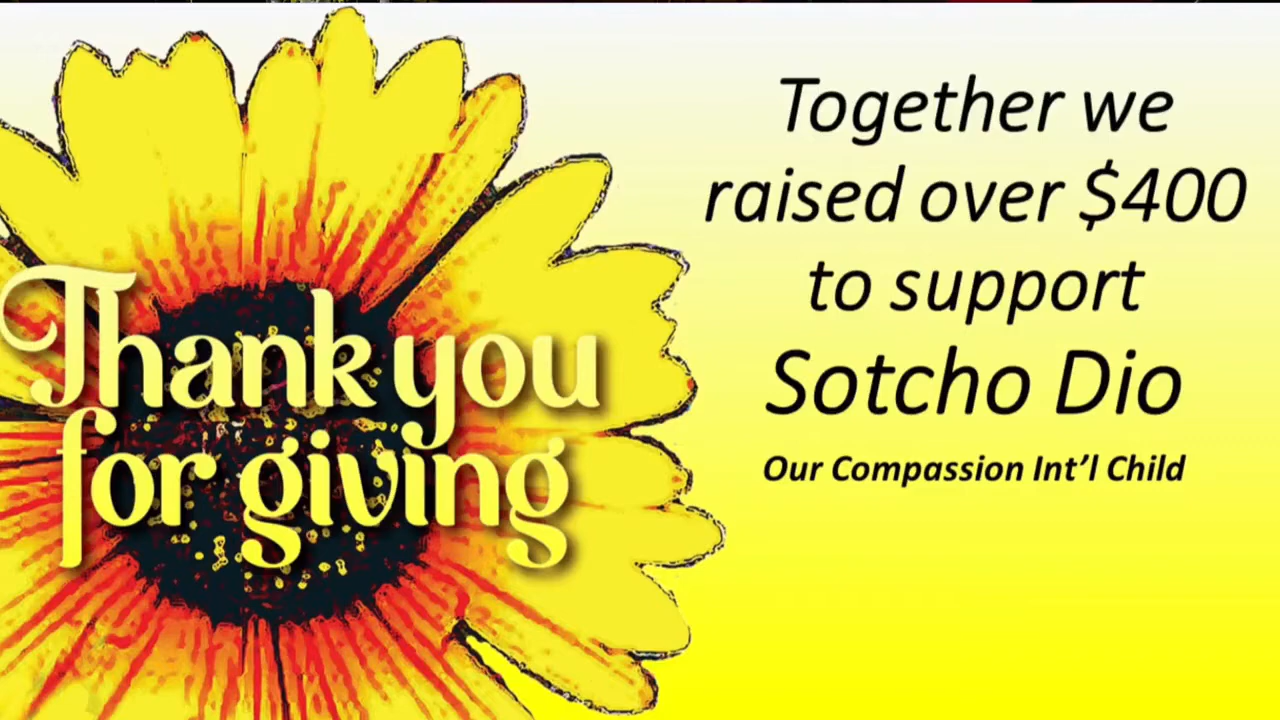 Thank you
for giving
Together we
raised over $400
to support
Sotcho Dio
Our Compassion Int’l Child